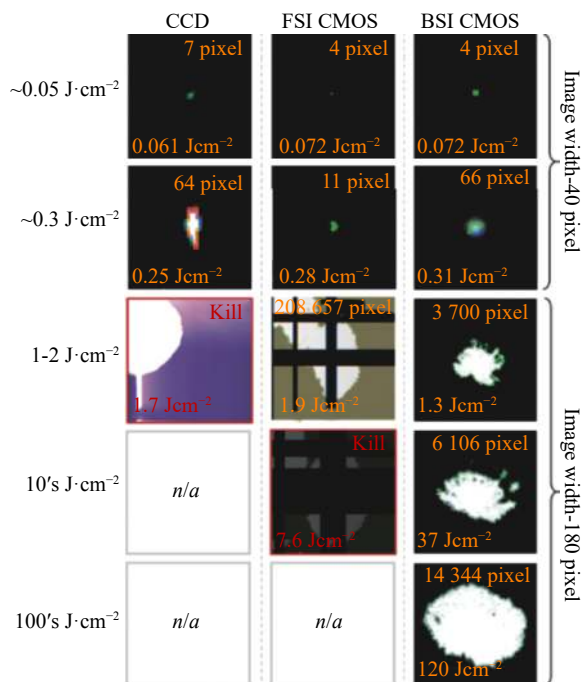 CCD FSI CMOS BSI CMOS
~0.05 J·cm⁻² 7 pixel 4 pixel 4 pixel
0.061 Jcm⁻² 0.072 Jcm⁻² 0.072 Jcm⁻²
~0.3 J·cm⁻² 64 pixel 11 pixel 66 pixel
0.25 Jcm⁻² 0.28 Jcm⁻² 0.31 Jcm⁻²
Image width-40 pixel
1-2 J·cm⁻² Kill 208 657 pixel 3 700 pixel
1.7 Jcm⁻² 1.9 Jcm⁻² 1.3 Jcm⁻²
10′s J·cm⁻² n/a Kill 6 106 pixel
7.6 Jcm⁻² 37 Jcm⁻²
100′s J·cm⁻² n/a n/a 14 344 pixel
120 Jcm⁻²
Image width-180 pixel